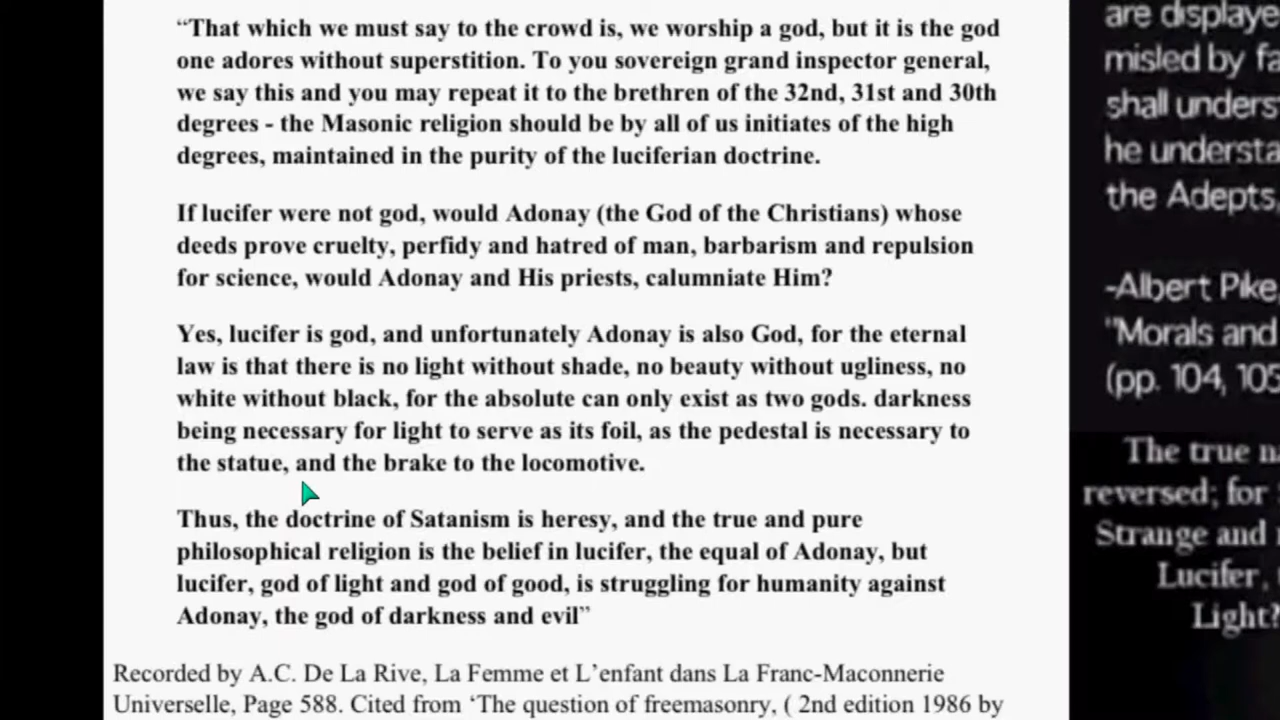 “That which we must say to the crowd is, we worship a god, but it is the god
one adores without superstition. To you sovereign grand inspector general,
we say this and you may repeat it to the brethren of the 32nd, 31st and 30th
degrees - the Masonic religion should be by all of us initiates of the high
degrees, maintained in the purity of the luciferian doctrine.
If lucifer were not god, would Adonay (the God of the Christians) whose
deeds prove cruelty, perfidy and hatred of man, barbarism and repulsion
for science, would Adonay and His priests, calumniate Him?
Yes, lucifer is god, and unfortunately Adonay is also God, for the eternal
law is that there is no light without shade, no beauty without ugliness, no
white without black, for the absolute can only exist as two gods. darkness
being necessary for light to serve as its foil, as the pedestal is necessary to
the statue, and the brake to the locomotive.
Thus, the doctrine of Satanism is heresy, and the true and pure
philosophical religion is the belief in lucifer, the equal of Adonay, but
lucifer, god of light and god of good, is struggling for humanity against
Adonay, the god of darkness and evil”
Recorded by A.C. De La Rive, La Femme et L’enfant dans La Franc-Maconnerie
Universelle, Page 588. Cited from ‘The question of freemasonry, ( 2nd edition 1986 by
are
misled by
shall
he
the Adepts,
-Albert Pike
"Morals and
(pp. 104, 105
The true
reversed; for
Strange and
Lucifer,
Light?